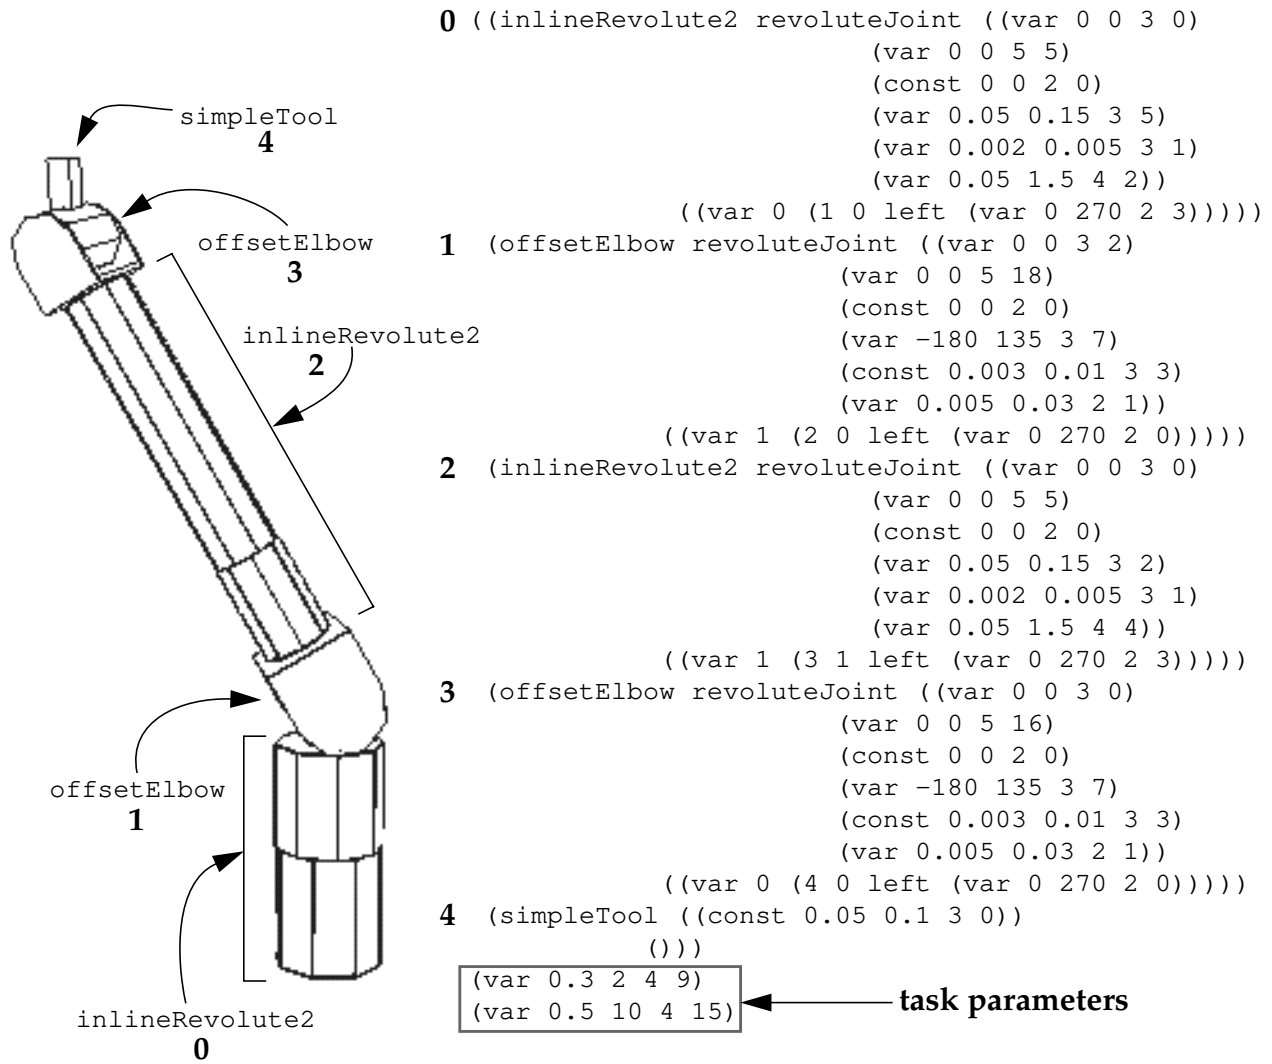 0 ((inlineRevolute2 revoluteJoint ((var 0 0 3 0)
(var 0 0 5 5)
(const 0 0 2 0)
(var 0.05 0.15 3 5)
(var 0.002 0.005 3 1)
(var 0.05 1.5 4 2))
((var 0 (1 0 left (var 0 270 2 3)))))
1 (offsetElbow revoluteJoint ((var 0 0 3 2)
(var 0 0 5 18)
(const 0 0 2 0)
(var −180 135 3 7)
(const 0.003 0.01 3 3)
(var 0.005 0.03 2 1))
((var 1 (2 0 left (var 0 270 2 0)))))
2 (inlineRevolute2 revoluteJoint ((var 0 0 3 0)
(var 0 0 5 5)
(const 0 0 2 0)
(var 0.05 0.15 3 2)
(var 0.002 0.005 3 1)
(var 0.05 1.5 4 4))
((var 1 (3 1 left (var 0 270 2 3)))))
3 (offsetElbow revoluteJoint ((var 0 0 3 0)
(var 0 0 5 16)
(const 0 0 2 0)
(var −180 135 3 7)
(const 0.003 0.01 3 3)
(var 0.005 0.03 2 1))
((var 0 (4 0 left (var 0 270 2 0)))))
4 (simpleTool ((const 0.05 0.1 3 0))
()))
(var 0.3 2 4 9)
(var 0.5 10 4 15)
task parameters
simpleTool
4
offsetElbow
3
inlineRevolute2
2
offsetElbow
1
inlineRevolute2
0